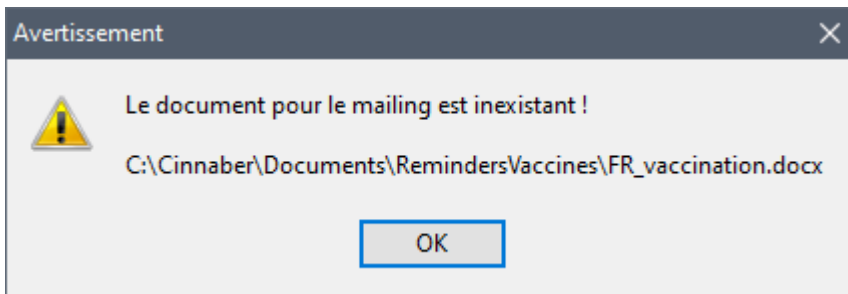 Avertissement
Le document pour le mailing est inexistant !
C:\Cinnaber\Documents\RemindersVaccines\FR_vaccination.docx
OK